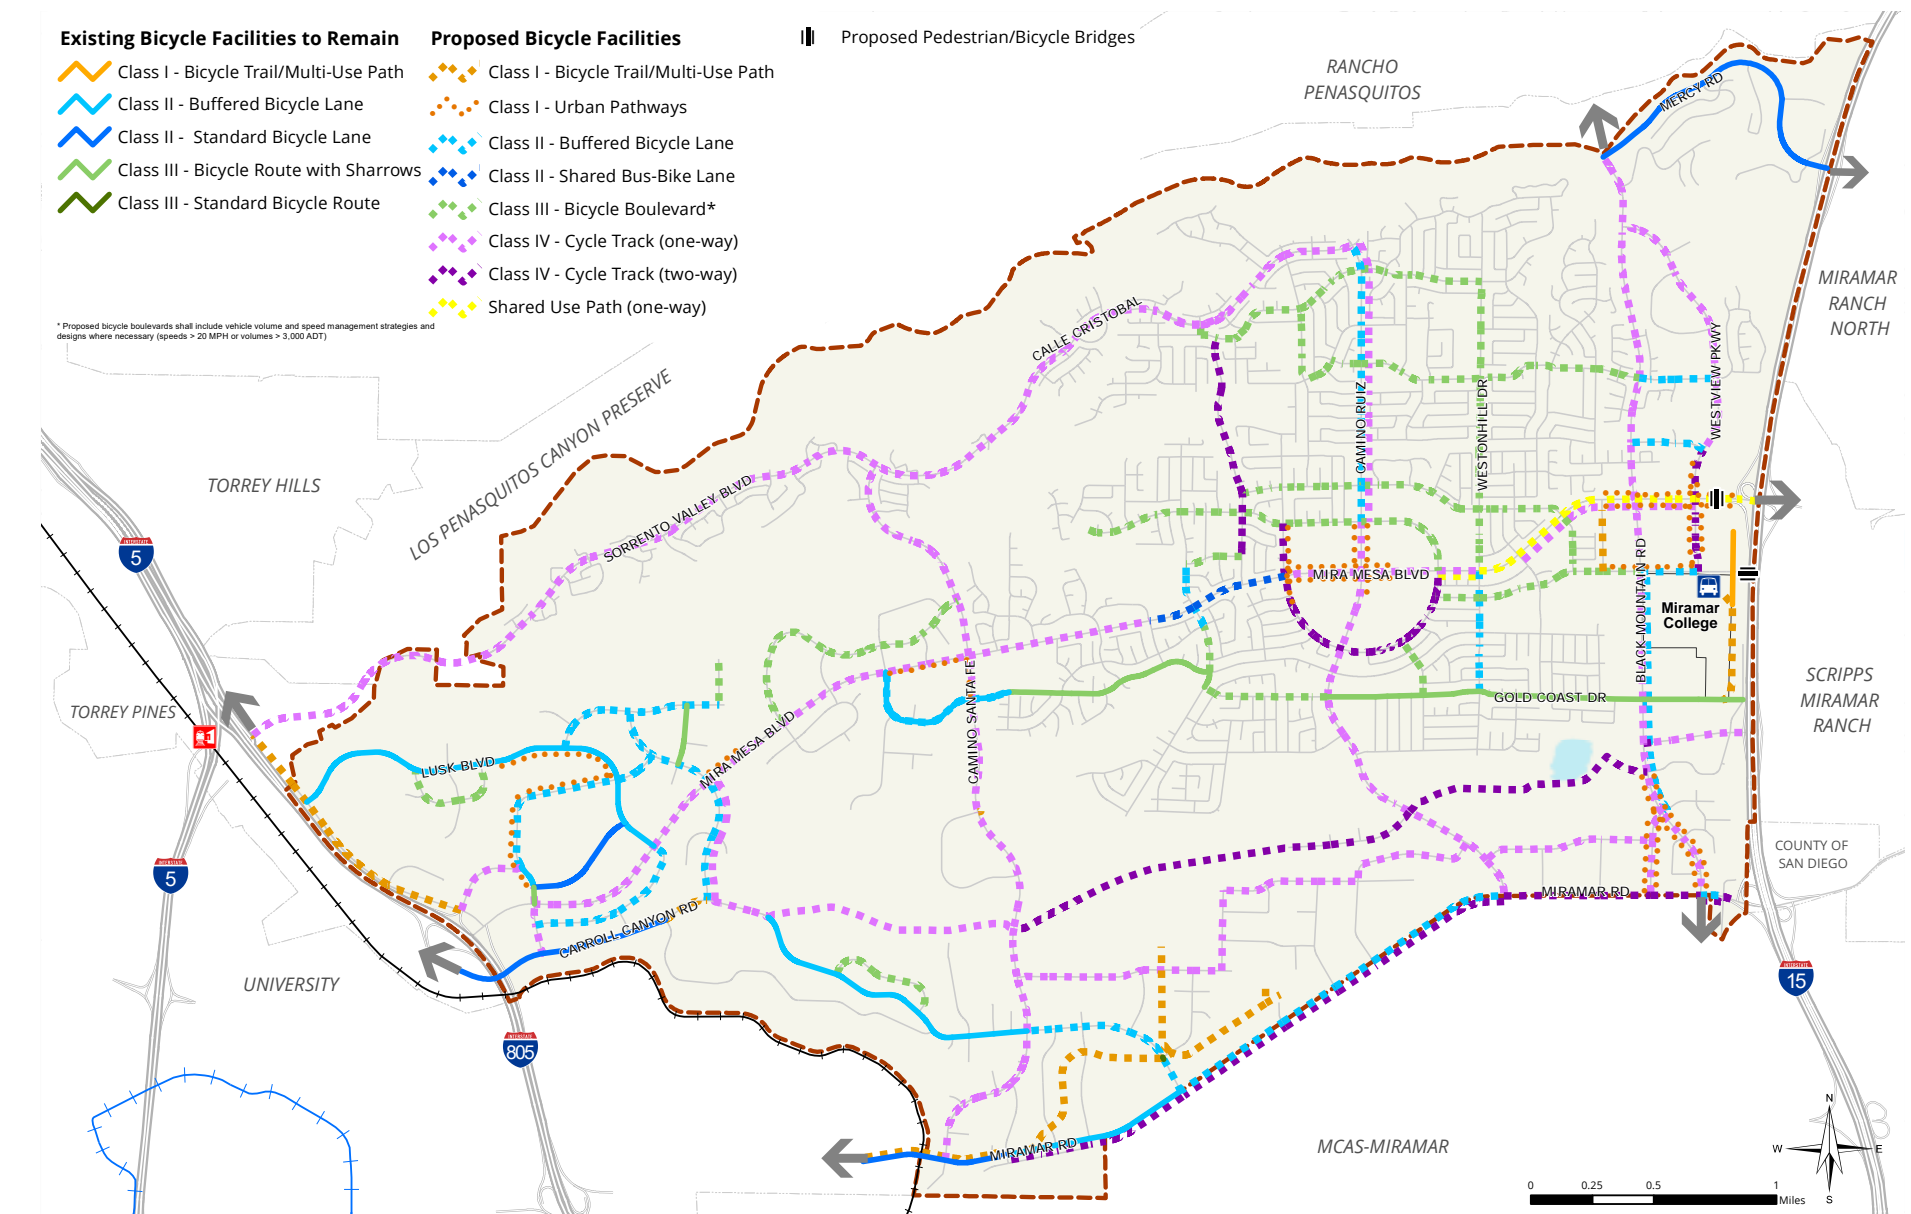 Existing Bicycle Facilities to Remain
Class I - Bicycle Trail/Multi-Use Path
Class II - Buffered Bicycle Lane
Class II -  Standard Bicycle Lane
Class III - Bicycle Route with Sharrows
Class III - Standard Bicycle Route
Proposed Bicycle Facilities
Class I - Bicycle Trail/Multi-Use Path
Class I - Urban Pathways
Class II - Buffered Bicycle Lane
Class II - Shared Bus-Bike Lane
Class III - Bicycle Boulevard*
Class IV - Cycle Track (one-way)
Class IV - Cycle Track (two-way)
Shared Use Path (one-way)
Proposed Pedestrian/Bicycle Bridges
* Proposed bicycle boulevards shall include vehicle volume and speed management strategies and
designs where necessary (speeds > 20 MPH or volumes > 3,000 ADT)
RANCHO
PENASQUITOS
MERCY RD
MIRAMAR
RANCH
NORTH
CALLE CRISTOBAL
WESTVIEW PKWY
LOS PENASQUITOS CANYON PRESERVE
CAMINO RUIZ
WESTONHILL DR
TORREY HILLS
SORRENTO VALLEY BLVD
INTERSTATE
5
MIRA MESA BLVD
BLACK MOUNTAIN RD
Miramar
College
TORREY PINES
CAMINO SANTA FE
GOLD COAST DR
SCRIPPS
MIRAMAR
RANCH
LUSK BLVD
MIRA MESA BLVD
INTERSTATE
5
COUNTY OF
SAN DIEGO
MIRAMAR RD
CARROLL CANYON RD
UNIVERSITY
INTERSTATE
15
INTERSTATE
805
MIRAMAR RD
MCAS-MIRAMAR
N
W
E
S
0
0.25
0.5
1
Miles